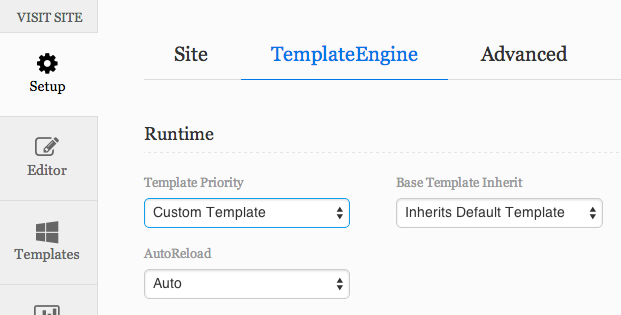 VISIT SITE
Setup
Editor
Templates
Site TemplateEngine Advanced
Runtime
Template Priority Base Template Inherit
Custom Template Inherits Default Template
AutoReload
Auto